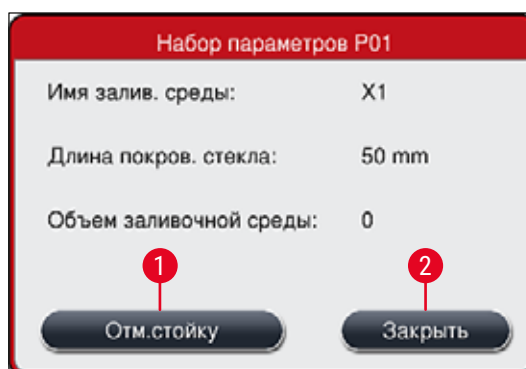 Набор параметров P01
Имя залив. среды: X1
Длина покров. стекла: 50 mm
Объем заливочной среды: 0
1 2
Отм.стойку Закрыть